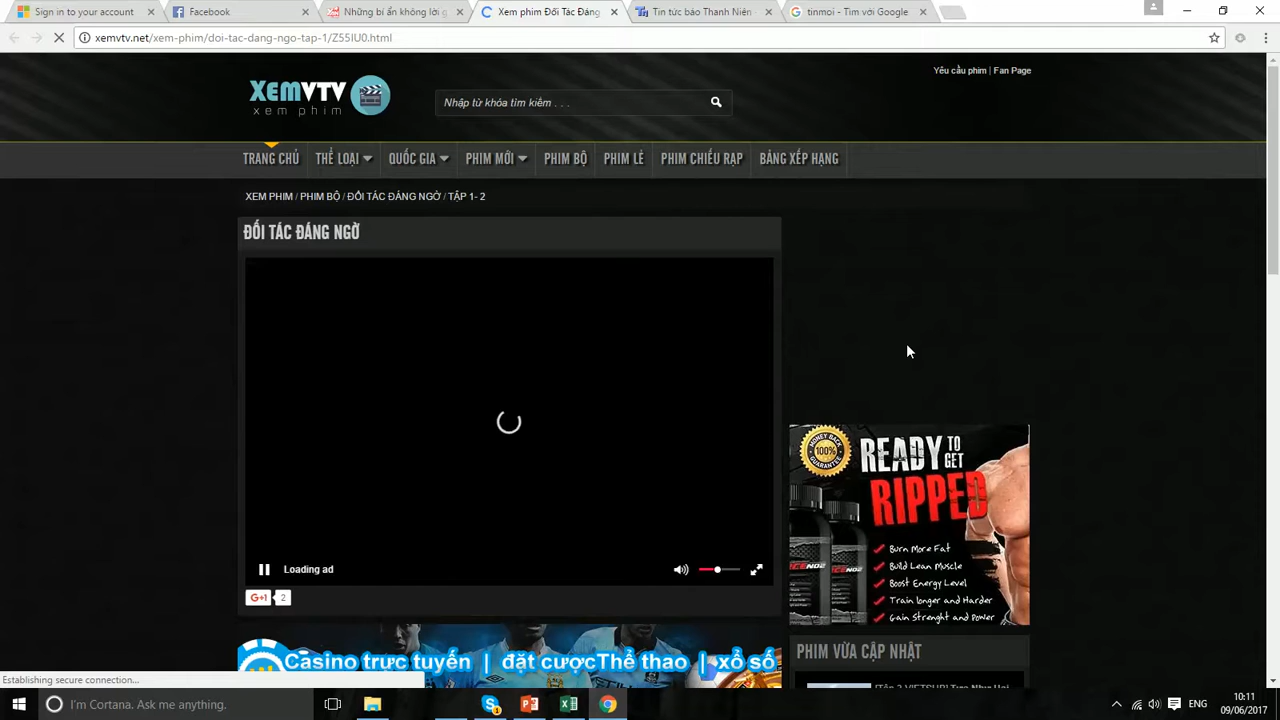 Sign in to your account
Facebook
Những bí ẩn không lời g
Xem phim Đối Tác Đáng
Tin tức báo Thanh Niên
tinmoi - Tìm với Google
xemvtv.net/xem-phim/doi-tac-dang-ngo-tap-1/Z55IU0.html
Yêu cầu phim | Fan Page
XEMVTV
xem phim
Nhập từ khóa tìm kiếm . . .
TRANG CHỦ
THỂ LOẠI
QUỐC GIA
PHIM MỚI
PHIM BỘ
PHIM LẺ
PHIM CHIẾU RẠP
BẢNG XẾP HẠNG
XEM PHIM / PHIM BỘ / ĐỐI TÁC ĐÁNG NGỜ / TẬP 1- 2
ĐỐI TÁC ĐÁNG NGỜ
Loading ad
G+1
2
MONEY BACK
100%
GUARANTEE
READY TO
GET
RIPPED
Burn More Fat
Build Lean Muscle
Boost Energy Level
Train longer and Harder
Gain Strenght and Power
Casino trực tuyến | đặt cượcThể thao | xổ số
PHIM VỪA CẬP NHẬT
Establishing secure connection...
I'm Cortana. Ask me anything.
ENG
10:11
09/06/2017